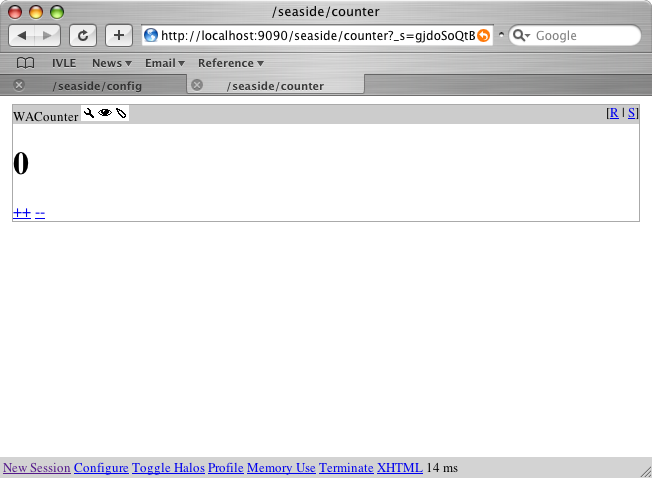 /seaside/counter
http://localhost:9090/seaside/counter?_s=gjdoSoQtB
Google
IVLE News Email Reference
/seaside/config /seaside/counter
WACounter [R | S]
0
++ --
New Session Configure Toggle Halos Profile Memory Use Terminate XHTML 14 ms